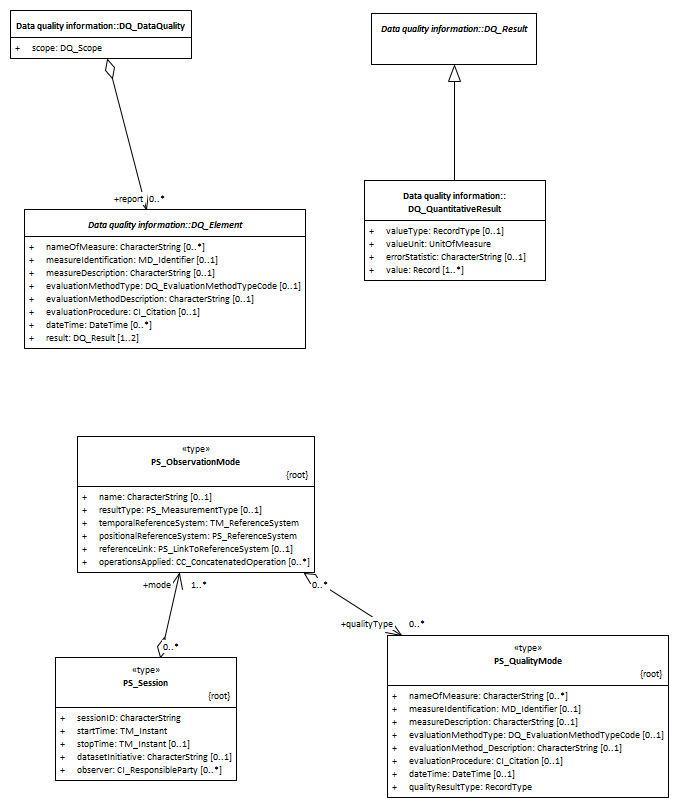 Data quality information::DQ_DataQuality
+ scope: DQ_Scope
Data quality information::DQ_Result
+report 0..*
Data quality information::DQ_Element
+ nameOfMeasure: CharacterString [0..*]
+ measureIdentification: MD_Identifier [0..1]
+ measureDescription: CharacterString [0..1]
+ evaluationMethodType: DQ_EvaluationMethodTypeCode [0..1]
+ evaluationMethodDescription: CharacterString [0..1]
+ evaluationProcedure: CI_Citation [0..1]
+ dateTime: DateTime [0..*]
+ result: DQ_Result [1..2]
Data quality information::
DQ_QuantitativeResult
+ valueType: RecordType [0..1]
+ valueUnit: UnitOfMeasure
+ errorStatistic: CharacterString [0..1]
+ value: Record [1..*]
«type»
PS_ObservationMode
{root}
+ name: CharacterString [0..1]
+ resultType: PS_MeasurementType [0..1]
+ temporalReferenceSystem: TM_ReferenceSystem
+ positionalReferenceSystem: PS_ReferenceSystem
+ referenceLink: PS_LinkToReferenceSystem [0..1]
+ operationsApplied: CC_ConcatenatedOperation [0..*]
+mode 1..*
0..*
+qualityType 0..*
0..*
«type»
PS_Session
{root}
+ sessionID: CharacterString
+ startTime: TM_Instant
+ stopTime: TM_Instant [0..1]
+ datasetInitiative: CharacterString [0..1]
+ observer: CI_ResponsibleParty [0..*]
«type»
PS_QualityMode
{root}
+ nameOfMeasure: CharacterString [0..*]
+ measureIdentification: MD_Identifier [0..1]
+ measureDescription: CharacterString [0..1]
+ evaluationMethodType: DQ_EvaluationMethodTypeCode [0..1]
+ evaluationMethod_Description: CharacterString [0..1]
+ evaluationProcedure: CI_Citation [0..1]
+ dateTime: DateTime [0..1]
+ qualityResultType: RecordType